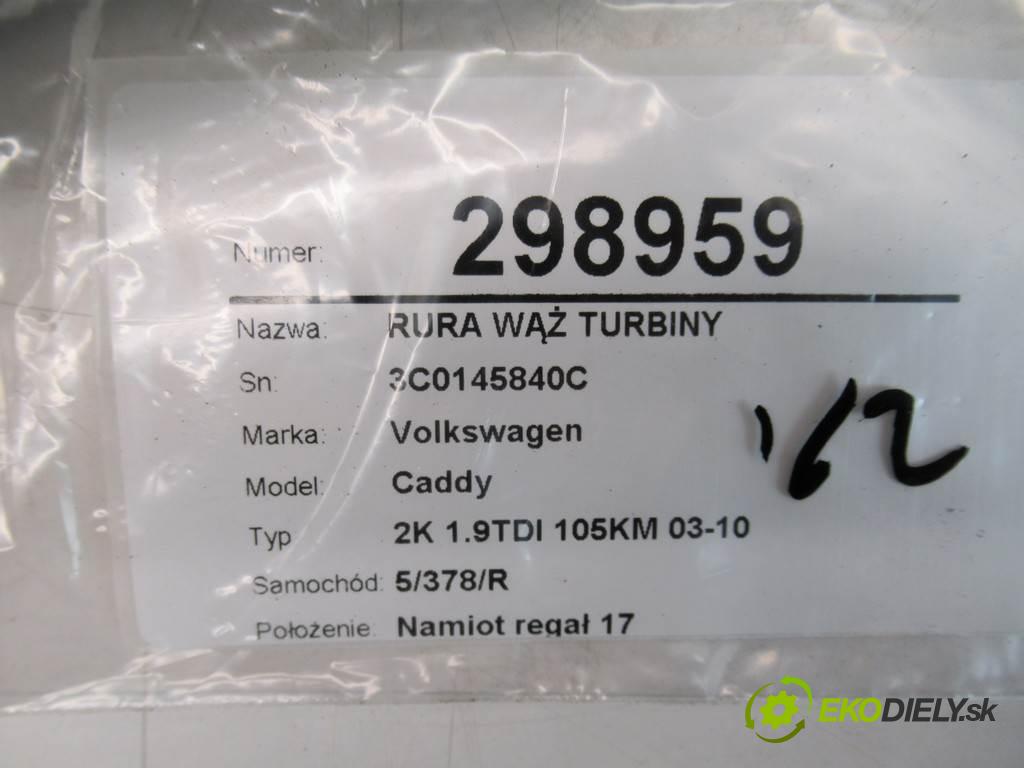 Numer: 298959
Nazwa: RURA WĄŻ TURBINY
Sn: 3C0145840C
Marka: Volkswagen
Model: Caddy
Typ 2K 1.9TDI 105KM 03-10
Samochód: 5/378/R
Położenie: Namiot regał 17
'62
EKODIELY.sk